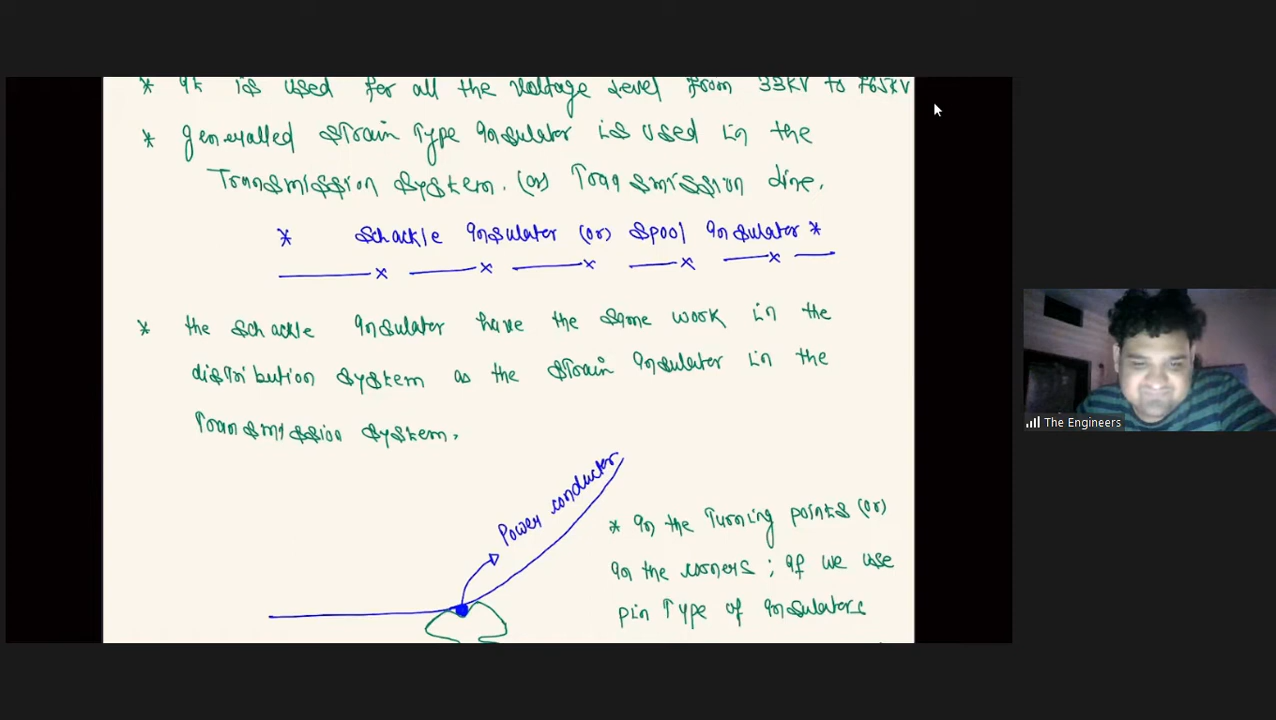 * It is used for all the voltage level from 33KV to 765KV
* generalled strain Type insulator is used in the
Transmission system. (or) Transmission line.
* Schackle insulator (or) spool insulator *
* the schackle insulator have the same work in the
distribution system as the strain insulator in the
Transmission system.
Power conductor
* In the Turning points (or)
in the corners ; if we use
pin Type of insulators
The Engineers